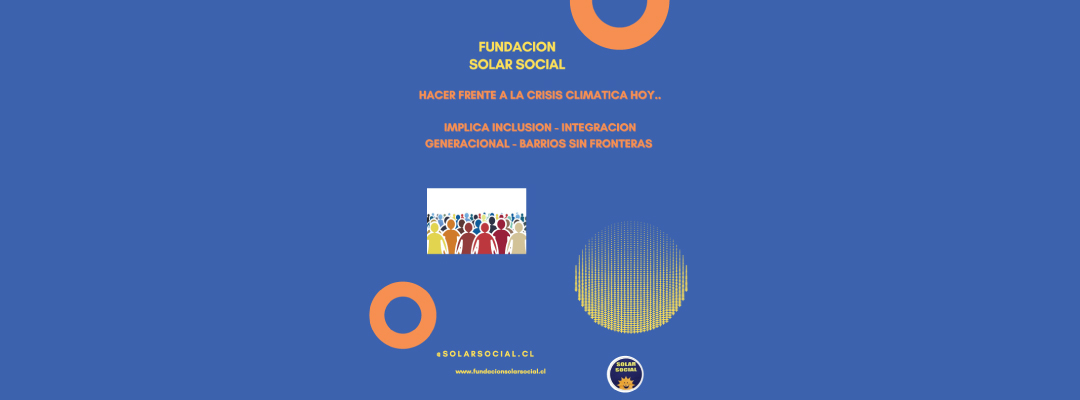 FUNDACION
SOLAR SOCIAL
HACER FRENTE A LA CRISIS CLIMATICA HOY..
IMPLICA INCLUSION - INTEGRACION
GENERACIONAL - BARRIOS SIN FRONTERAS
@SOLARSOCIAL.CL
www.fundacionsolarsocial.cl
SOLAR
SOCIAL